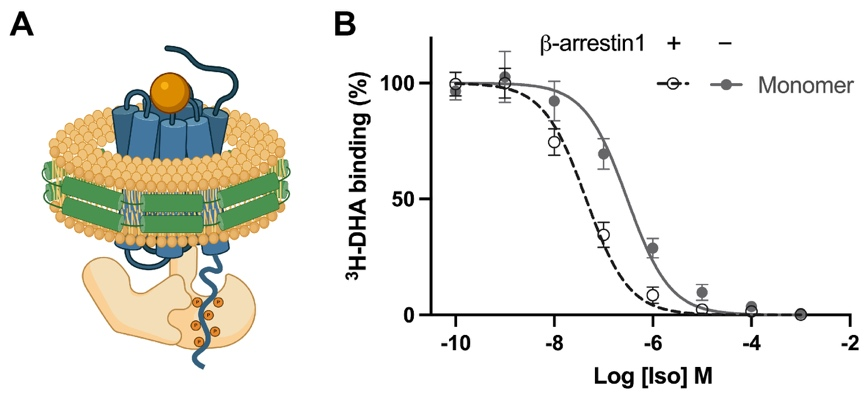 A
B
β-arrestin1 + −
Monomer
³H-DHA binding (%)
100
50
0
-10 -8 -6 -4 -2
Log [Iso] M
P
P
P
P
P
P